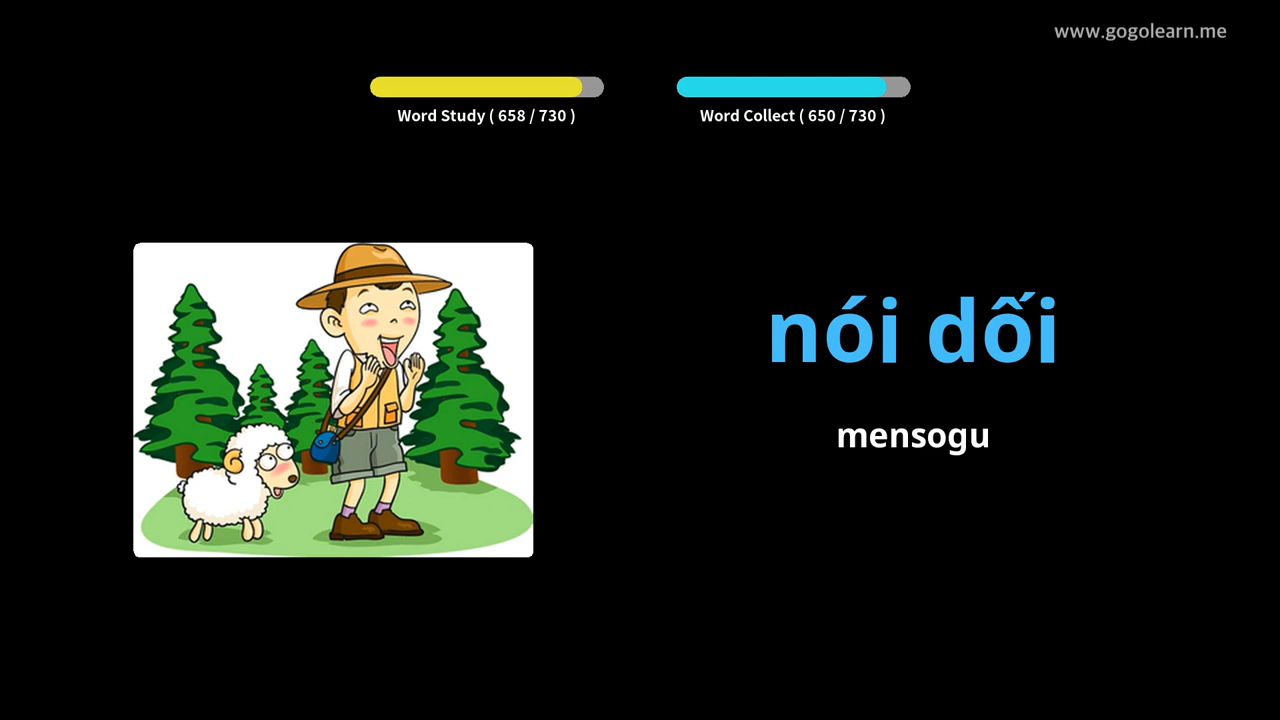 www.gogolearn.me
Word Study ( 658 / 730 )
Word Collect ( 650 / 730 )
nói dối
mensogu